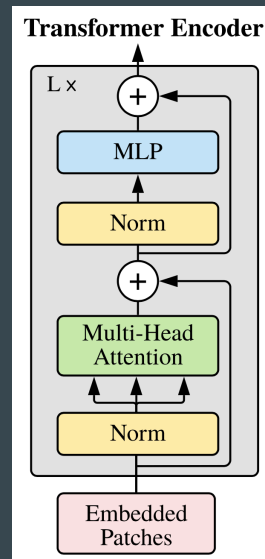 Transformer Encoder
L ×
+
MLP
Norm
+
Multi-Head
Attention
Norm
Embedded
Patches